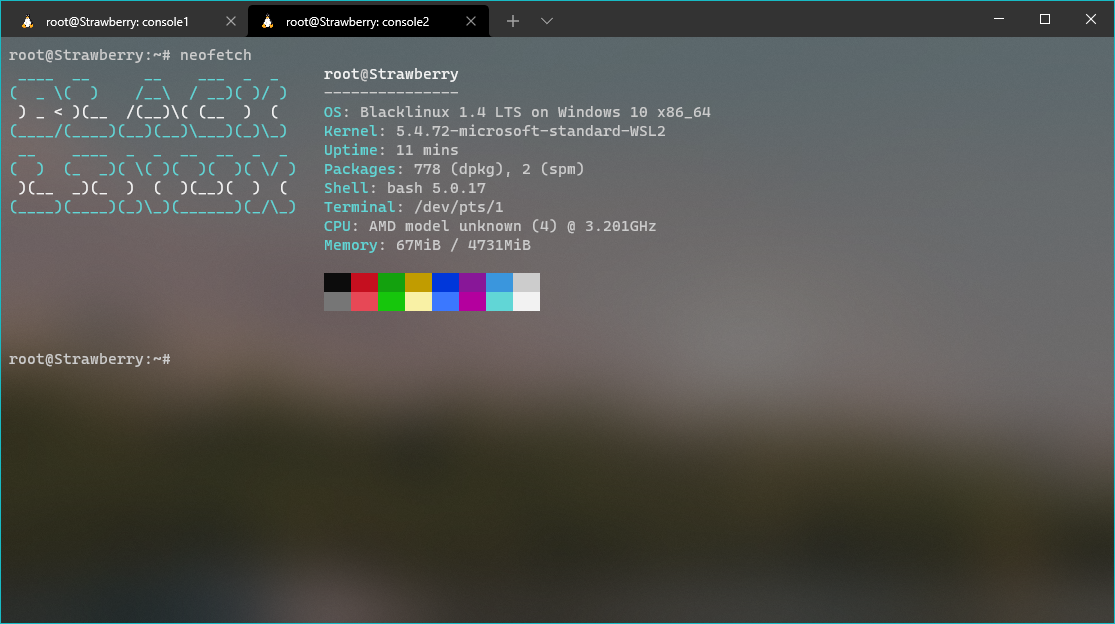 root@Strawberry: console1
root@Strawberry: console2
root@Strawberry:~# neofetch
root@Strawberry
---------------
OS: Blacklinux 1.4 LTS on Windows 10 x86_64
Kernel: 5.4.72-microsoft-standard-WSL2
Uptime: 11 mins
Packages: 778 (dpkg), 2 (spm)
Shell: bash 5.0.17
Terminal: /dev/pts/1
CPU: AMD model unknown (4) @ 3.201GHz
Memory: 67MiB / 4731MiB
root@Strawberry:~#